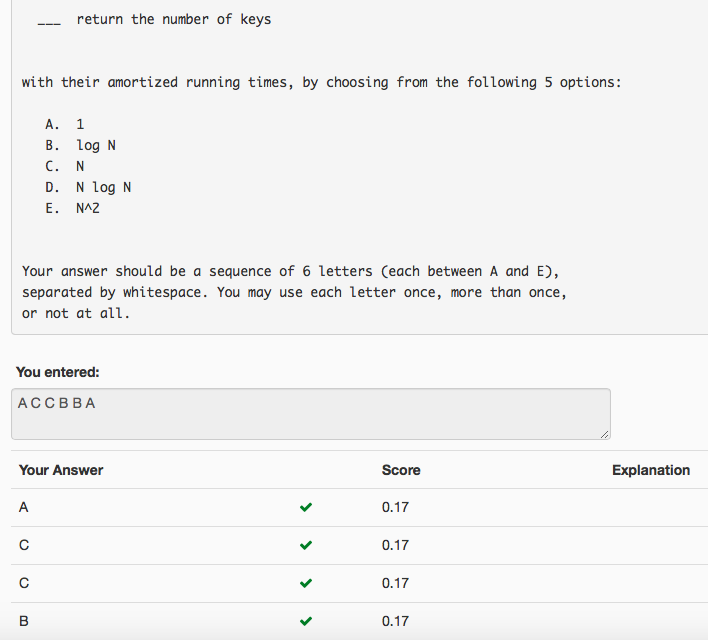 ___ return the number of keys
with their amortized running times, by choosing from the following 5 options:
A. 1
B. log N
C. N
D. N log N
E. N^2
Your answer should be a sequence of 6 letters (each between A and E),
separated by whitespace. You may use each letter once, more than once,
or not at all.
You entered:
A C C B B A
Your Answer Score Explanation
A 0.17
C 0.17
C 0.17
B 0.17